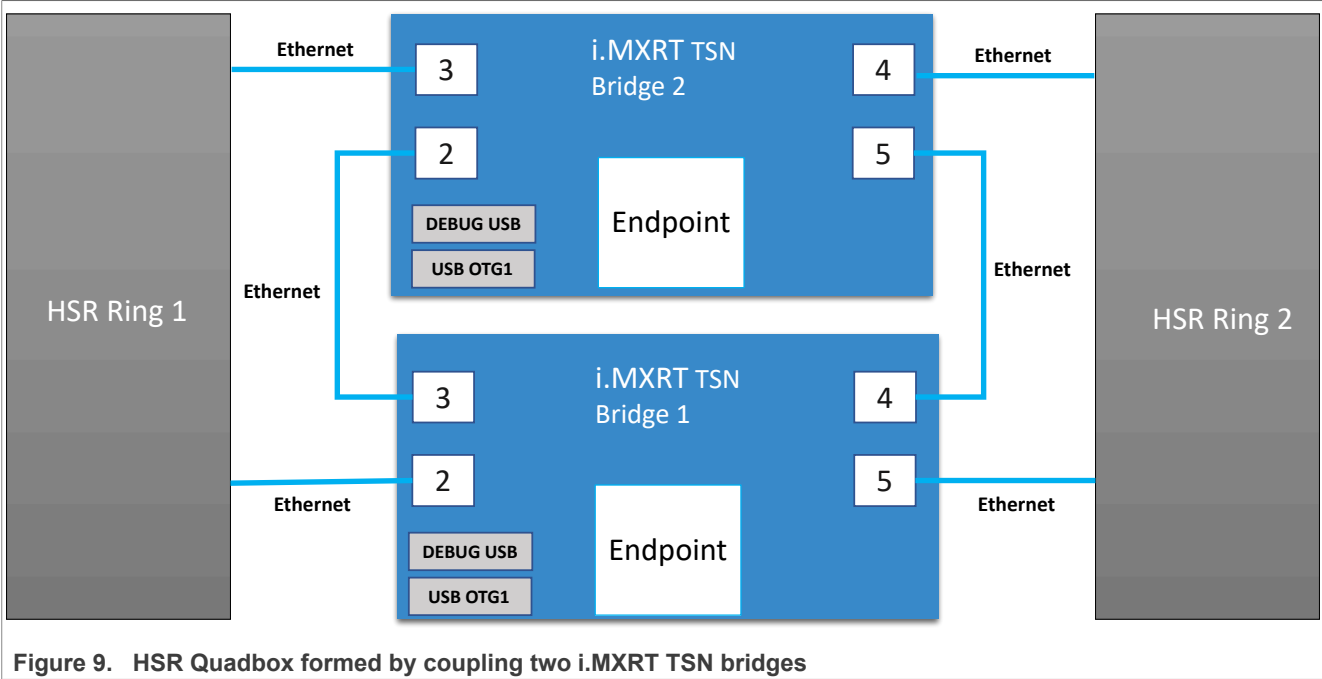 Ethernet
3
i.MXRT TSN
Bridge 2
4
Ethernet
2
5
DEBUG USB
USB OTG1
Endpoint
HSR Ring 1
Ethernet
Ethernet
HSR Ring 2
3
i.MXRT TSN
Bridge 1
4
2
5
Ethernet
Ethernet
DEBUG USB
USB OTG1
Endpoint
Figure 9. HSR Quadbox formed by coupling two i.MXRT TSN bridges